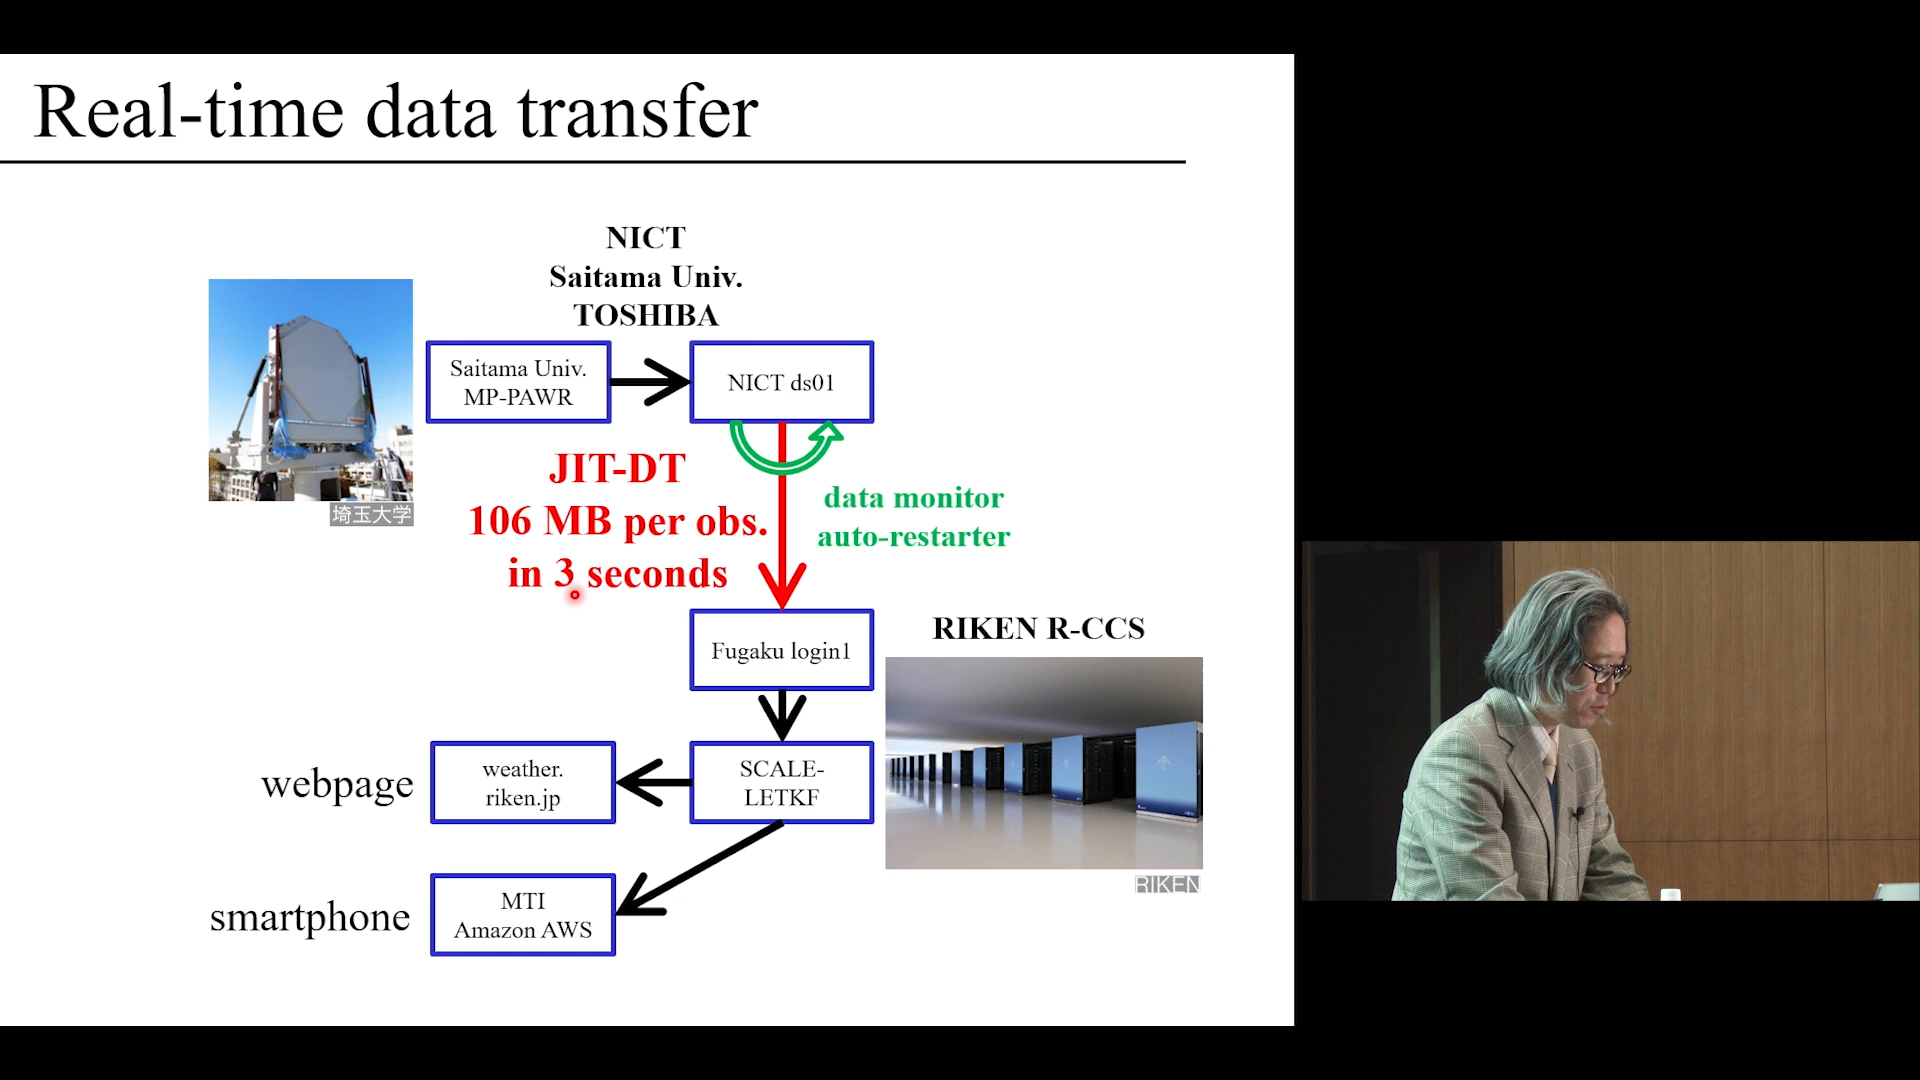 Real-time data transfer
NICT
Saitama Univ.
TOSHIBA
Saitama Univ.
MP-PAWR
NICT ds01
埼玉大学
JIT-DT
106 MB per obs.
in 3 seconds
data monitor
auto-restarter
Fugaku login1
RIKEN R-CCS
webpage
weather.
riken.jp
SCALE-
LETKF
RIKEN
smartphone
MTI
Amazon AWS